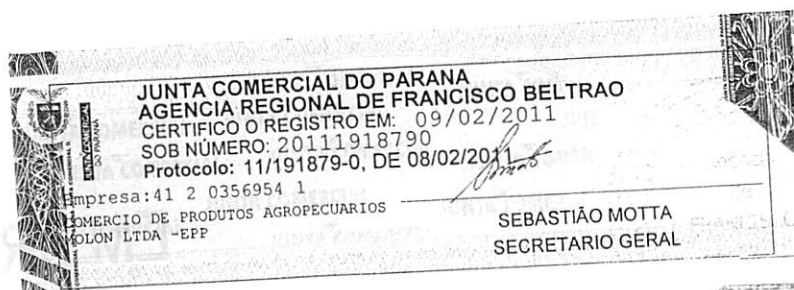 JUNTA COMERCIAL DO PARANA
AGENCIA REGIONAL DE FRANCISCO BELTRAO
CERTIFICO O REGISTRO EM: 09/02/2011
SOB NÚMERO: 20111918790
Protocolo: 11/191879-0, DE 08/02/2011
Empresa:41 2 0356954 1
COMERCIO DE PRODUTOS AGROPECUARIOS
MOLON LTDA -EPP
SEBASTIÃO MOTTA
SECRETARIO GERAL